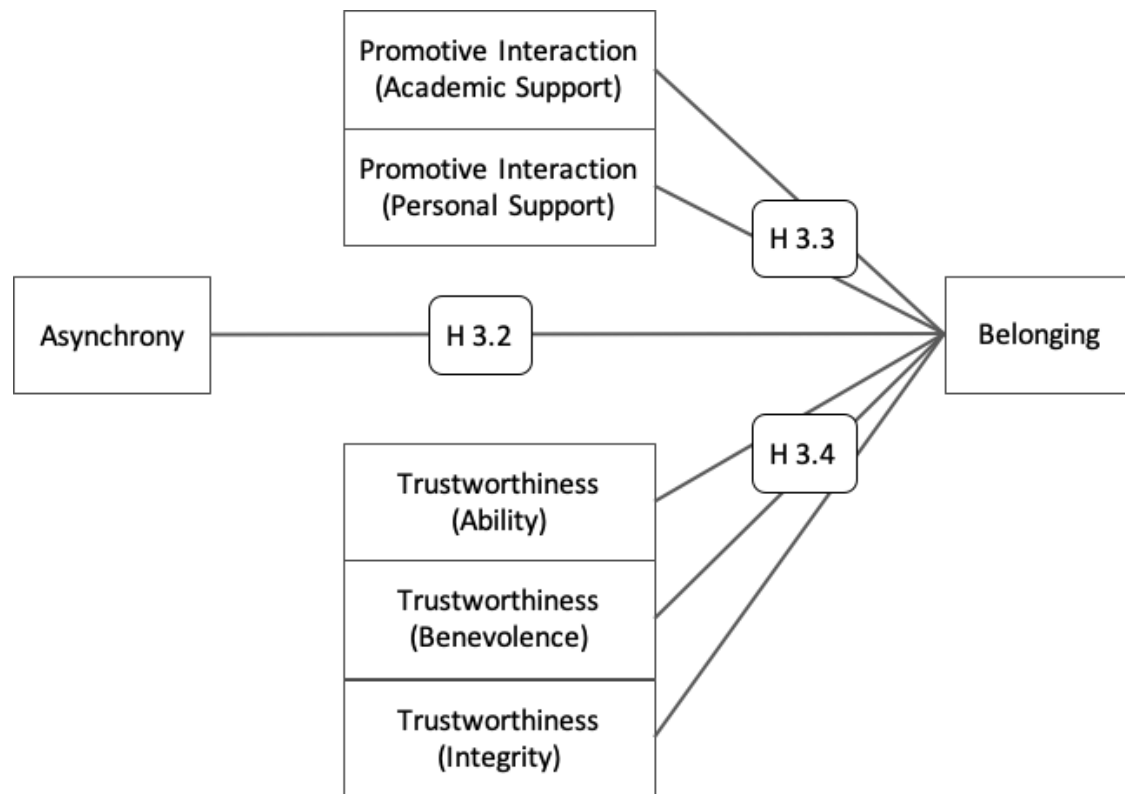 Promotive Interaction
(Academic Support)
Promotive Interaction
(Personal Support)
H 3.3
Asynchrony
H 3.2
Belonging
H 3.4
Trustworthiness
(Ability)
Trustworthiness
(Benevolence)
Trustworthiness
(Integrity)